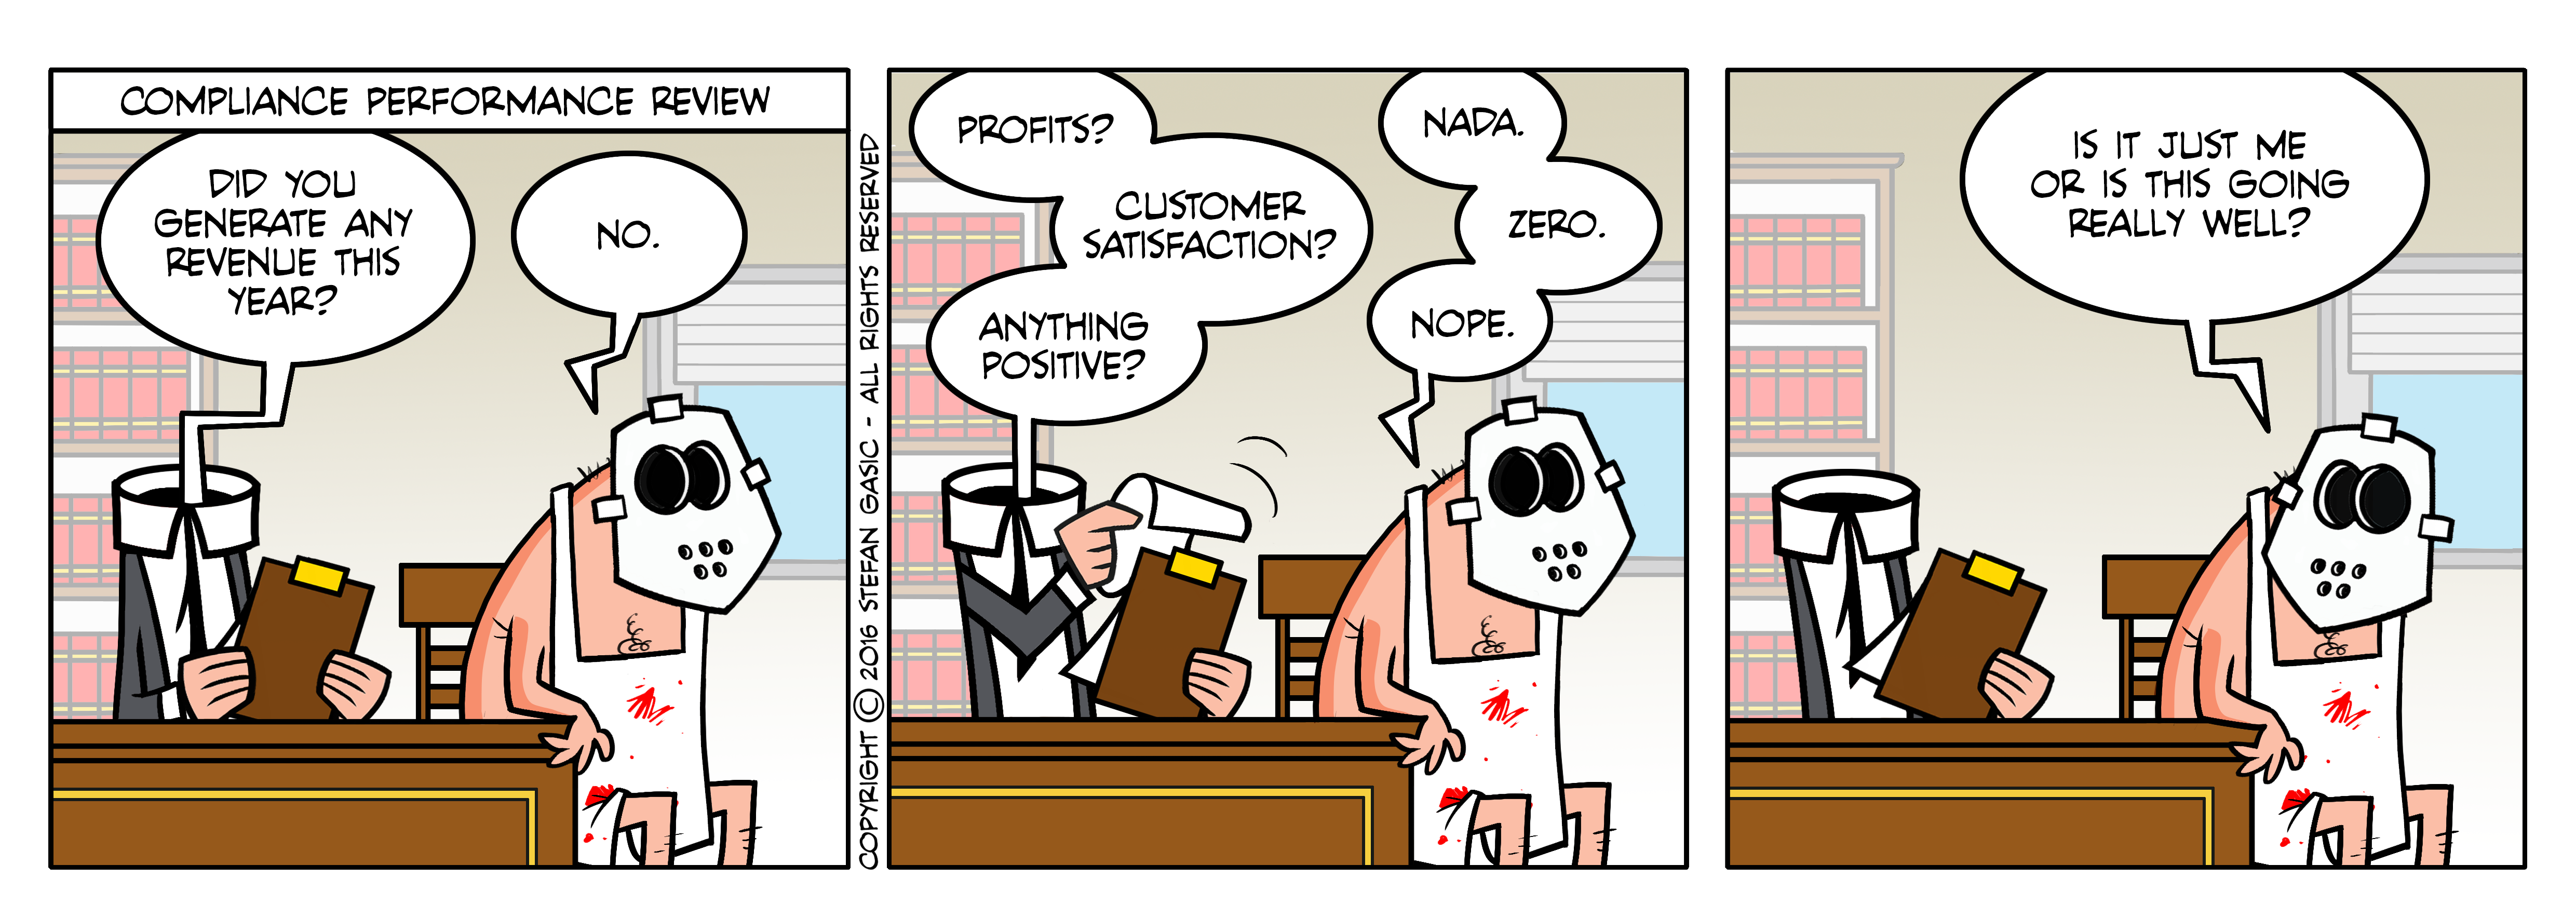 COMPLIANCE PERFORMANCE REVIEW
DID YOU
GENERATE ANY
REVENUE THIS
YEAR?
NO.
COPYRIGHT © 2016 STEFAN GASIC - ALL RIGHTS RESERVED
PROFITS?
CUSTOMER
SATISFACTION?
ANYTHING
POSITIVE?
NADA.
ZERO.
NOPE.
IS IT JUST ME
OR IS THIS GOING
REALLY WELL?